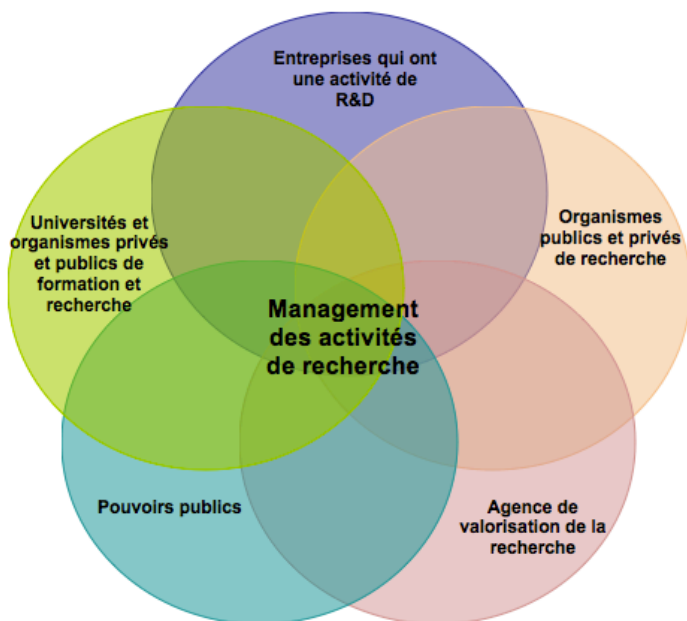 Entreprises qui ont
une activité de
R&D
Universités et
organismes privés
et publics de
formation et
recherche
Organismes
publics et privés
de recherche
Management
des activités
de recherche
Pouvoirs publics
Agence de
valorisation de la
recherche